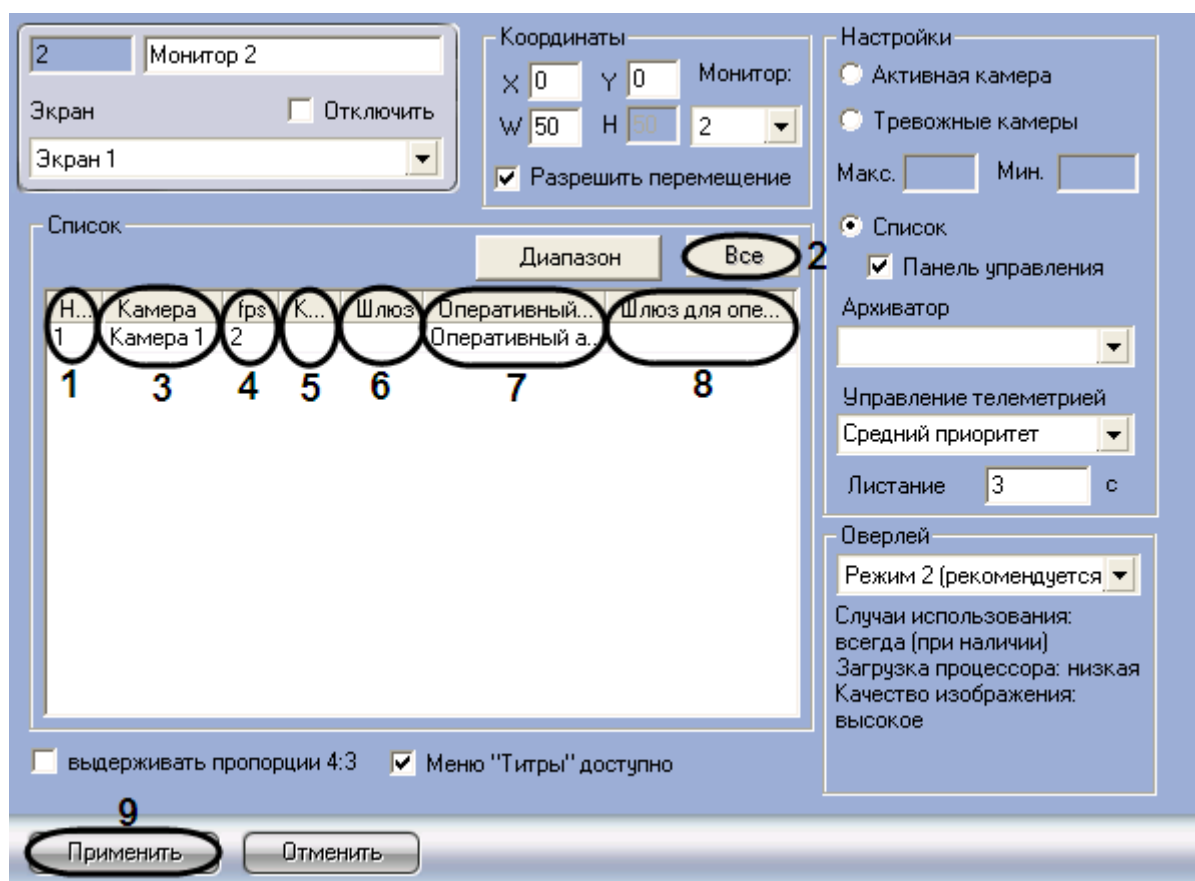 2 Монитор 2
Экран Отключить
Экран 1
Координаты
X 0 Y 0 Монитор:
W 50 H 50 2
Разрешить перемещение
Настройки
Активная камера
Тревожные камеры
Макс. Мин.
Список
Панель управления
Архиватор
Управление телеметрией
Средний приоритет
Листание 3 с
Список
Диапазон Все 2
Н... Камера fps К... Шлюз Оперативный... Шлюз для опе...
1 Камера 1 2 Оперативный а..
1 3 4 5 6 7 8
Оверлей
Режим 2 (рекомендуется
Случаи использования:
всегда (при наличии)
Загрузка процессора: низкая
Качество изображения:
высокое
выдерживать пропорции 4:3 Меню "Титры" доступно
9
Применить Отменить